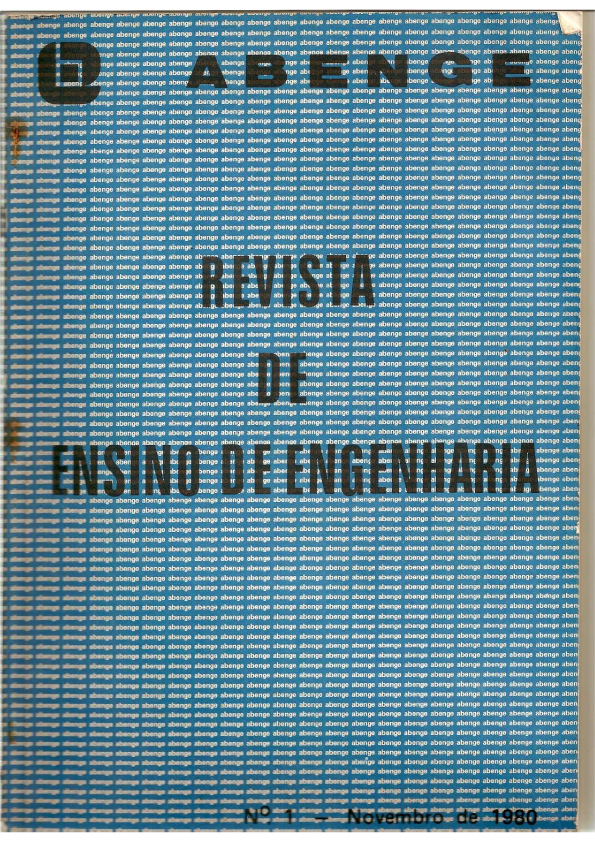 ABENGE
REVISTA
DE
ENSINO DE ENGENHARIA
Nº 1 – Novembro de 1980